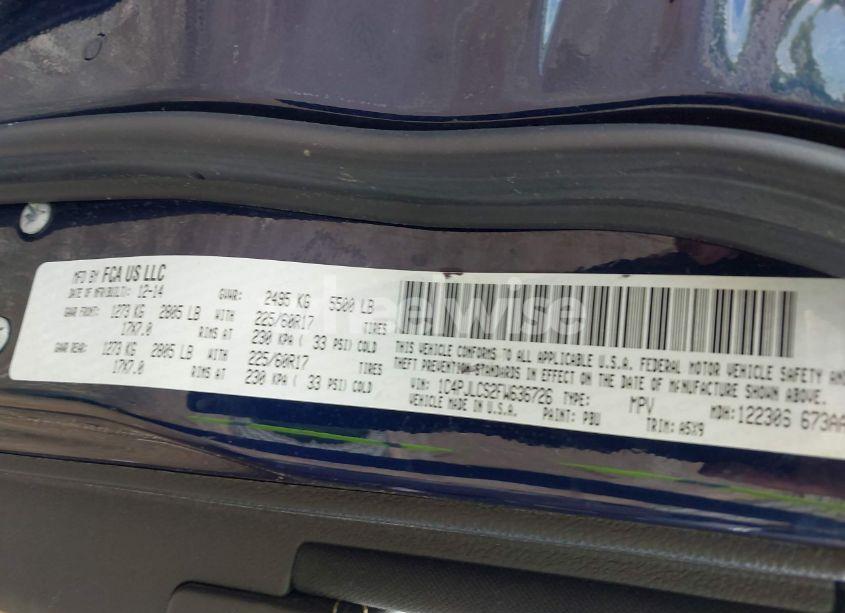 MFD BY FCA US LLC
DATE OF MFR(BUILT): 12-14 GVWR: 2495 KG 5500 LB
GAWR FRONT: 1273 KG 2805 LB WITH 225/60R17 TIRES
17X7.0 RIMS AT 230 KPA ( 33 PSI) COLD
GAWR REAR: 1273 KG 2805 LB WITH 225/60R17 TIRES
17X7.0 RIMS AT 230 KPA ( 33 PSI) COLD
THIS VEHICLE CONFORMS TO ALL APPLICABLE U.S.A. FEDERAL MOTOR VEHICLE SAFETY AND
THEFT PREVENTION STANDARDS IN EFFECT ON THE DATE OF MANUFACTURE SHOWN ABOVE.
VIN: 1C4PJLCS2FW636726 TYPE: MPV MDH: 122306 673AA
VEHICLE MADE IN U.S.A. PAINT: PBU TRIM: A5X9